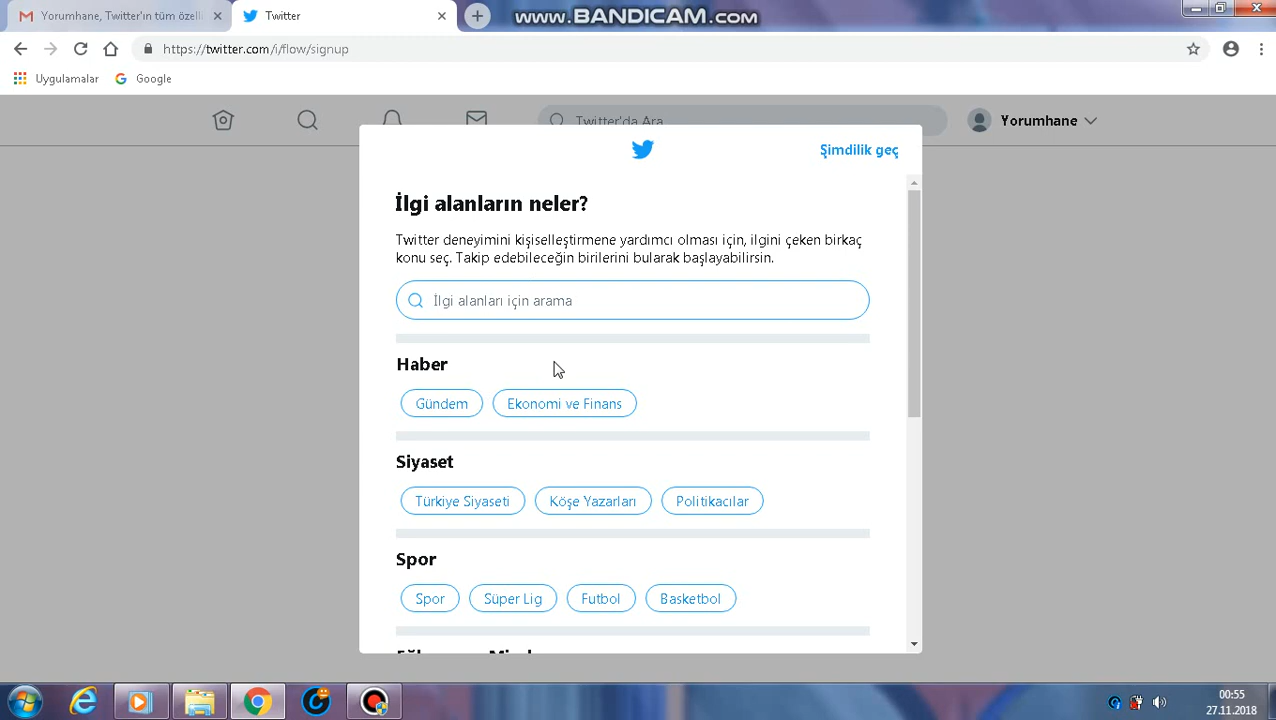 Yorumhane, Twitter'ın tüm özelli
Twitter
www.BANDICAM.com
https://twitter.com/i/flow/signup
Uygulamalar
Google
Twitter'da Ara
Yorumhane
Şimdilik geç
İlgi alanların neler?
Twitter deneyimini kişiselleştirmene yardımcı olması için, ilgini çeken birkaç
konu seç. Takip edebileceğin birilerini bularak başlayabilirsin.
İlgi alanları için arama
Haber
Gündem
Ekonomi ve Finans
Siyaset
Türkiye Siyaseti
Köşe Yazarları
Politikacılar
Spor
Spor
Süper Lig
Futbol
Basketbol
00:55
27.11.2018